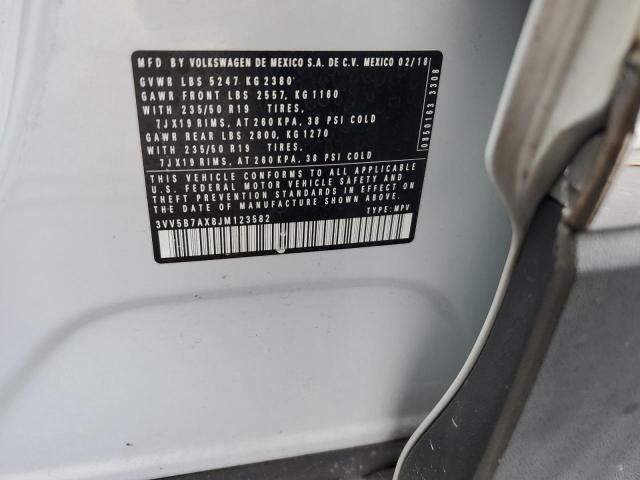 MFD BY VOLKSWAGEN DE MEXICO S.A. DE C.V. MEXICO 02/18
GVWR LBS 5247 KG 2380
GAWR FRONT LBS 2557, KG 1160
WITH 235/50 R19 TIRES,
7JX19 RIMS, AT 260 KPA, 38 PSI COLD
GAWR REAR LBS 2800, KG 1270
WITH 235/50 R19 TIRES,
7JX19 RIMS, AT 260 KPA, 38 PSI COLD
THIS VEHICLE CONFORMS TO ALL APPLICABLE
U.S. FEDERAL MOTOR VEHICLE SAFETY AND
THEFT PREVENTION STANDARDS IN EFFECT ON
THE DATE OF MANUFACTURE SHOWN ABOVE.
3VV5B7AX8JM123582 TYPE: MPV
0850163 3308